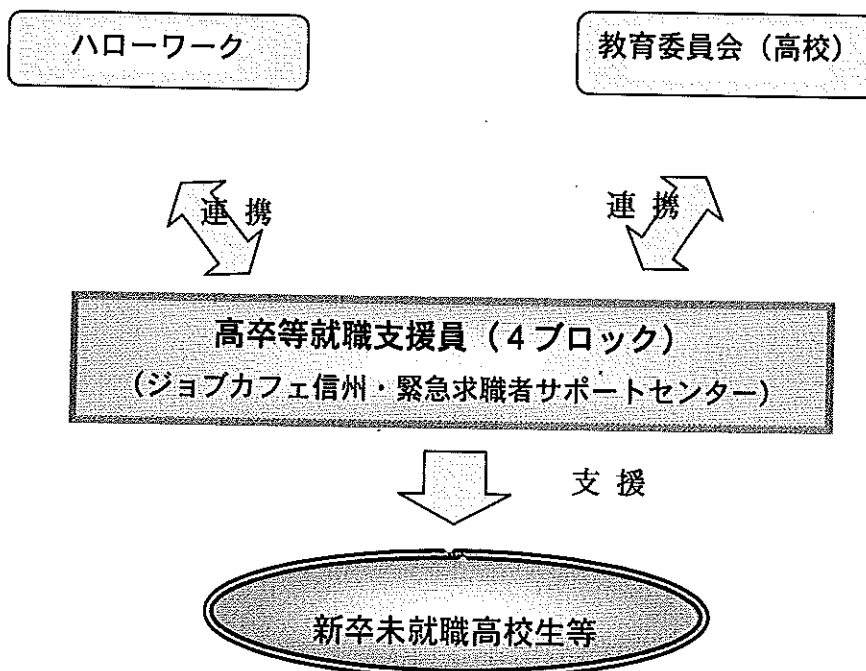 ハローワーク
教育委員会(高校)
連携
連携
高卒等就職支援員(4ブロック)
(ジョブカフェ信州・緊急求職者サポートセンター)
支援
新卒未就職高校生等